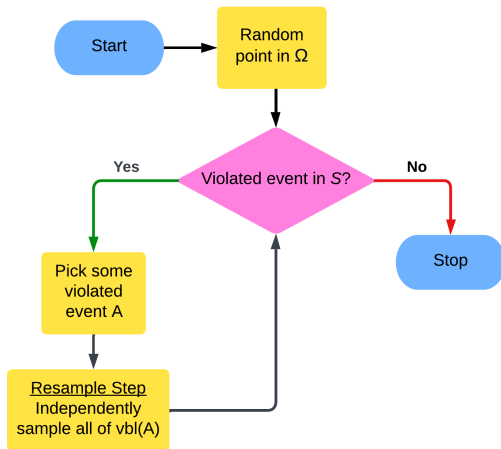 Start
Random
point in Ω
Violated event in S?
Yes
No
Pick some
violated
event A
Stop
Resample Step
Independently
sample all of vbl(A)